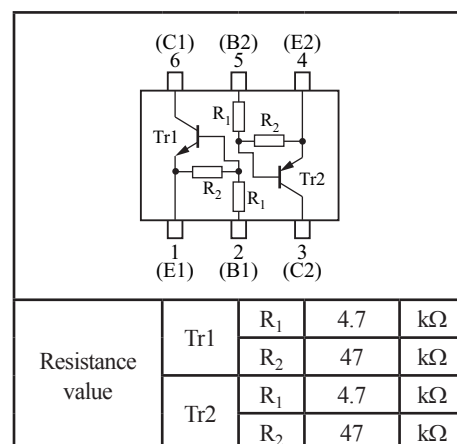 (C1) (B2) (E2)
6 5 4
R₁
R₂
Tr1
Tr2
R₂
R₁
1 2 3
(E1) (B1) (C2)
Resistance value Tr1 R₁ 4.7 kΩ
R₂ 47 kΩ
Tr2 R₁ 4.7 kΩ
R₂ 47 kΩ